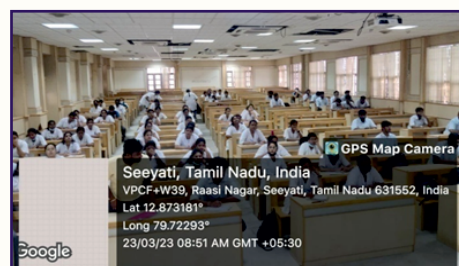 GPS Map Camera
Seeyati, Tamil Nadu, India
VPCF+W39, Raasi Nagar, Seeyati, Tamil Nadu 631552, India
Lat 12.873181°
Long 79.72293°
23/03/23 08:51 AM GMT +05:30
Google